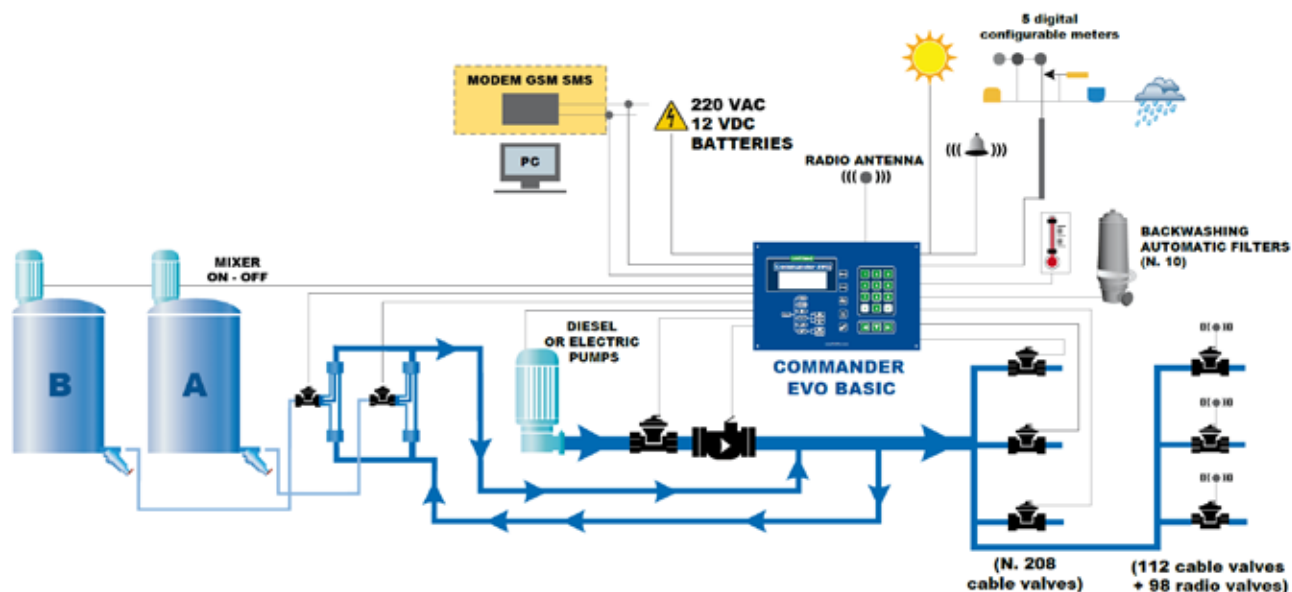 5 digital
configurable meters
MODEM GSM SMS
220 VAC
12 VDC
BATTERIES
PC
RADIO ANTENNA
BACKWASHING
AUTOMATIC FILTERS
(N. 10)
MIXER
ON - OFF
Commander EVO
DIESEL
OR ELECTRIC
PUMPS
COMMANDER
EVO BASIC
B
A
(N. 208
cable valves)
(112 cable valves
+ 98 radio valves)